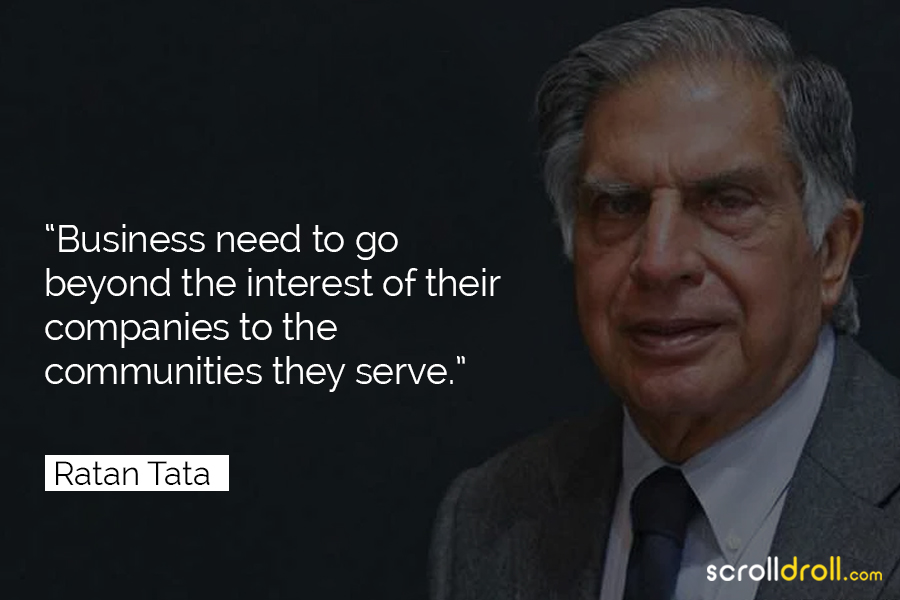 “Business need to go
beyond the interest of their
companies to the
communities they serve.”
Ratan Tata
scrolldroll.com